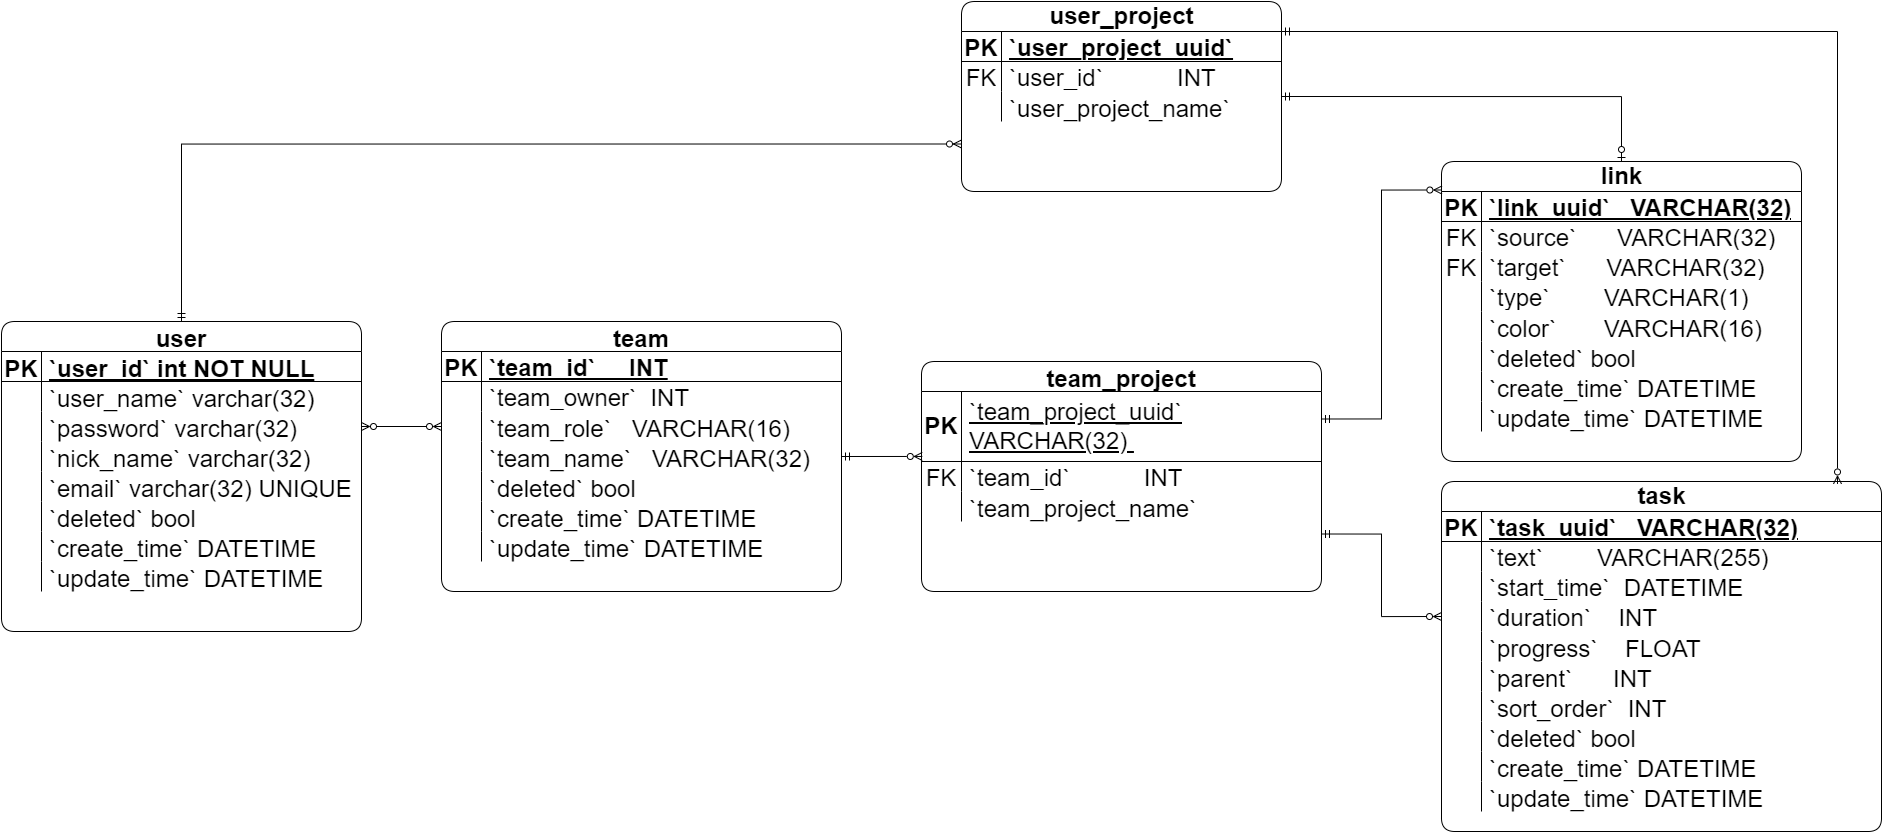 user_project
PK `user_project_uuid`
FK `user_id` INT
`user_project_name`
link
PK `link_uuid` VARCHAR(32)
FK `source` VARCHAR(32)
FK `target` VARCHAR(32)
`type` VARCHAR(1)
`color` VARCHAR(16)
`deleted` bool
`create_time` DATETIME
`update_time` DATETIME
user
PK `user_id` int NOT NULL
`user_name` varchar(32)
`password` varchar(32)
`nick_name` varchar(32)
`email` varchar(32) UNIQUE
`deleted` bool
`create_time` DATETIME
`update_time` DATETIME
team
PK `team_id` INT
`team_owner` INT
`team_role` VARCHAR(16)
`team_name` VARCHAR(32)
`deleted` bool
`create_time` DATETIME
`update_time` DATETIME
team_project
PK `team_project_uuid`
VARCHAR(32)
FK `team_id` INT
`team_project_name`
task
PK `task_uuid` VARCHAR(32)
`text` VARCHAR(255)
`start_time` DATETIME
`duration` INT
`progress` FLOAT
`parent` INT
`sort_order` INT
`deleted` bool
`create_time` DATETIME
`update_time` DATETIME